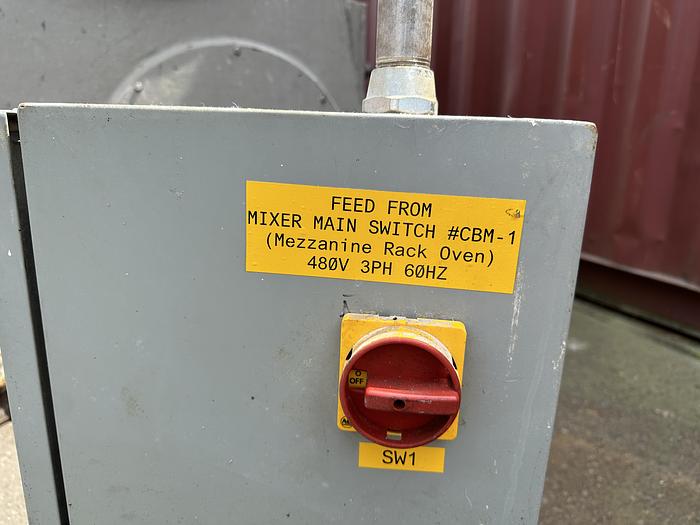 FEED FROM
MIXER MAIN SWITCH #CBM-1
(Mezzanine Rack Oven)
480V 3PH 60HZ
O
OFF
SW1